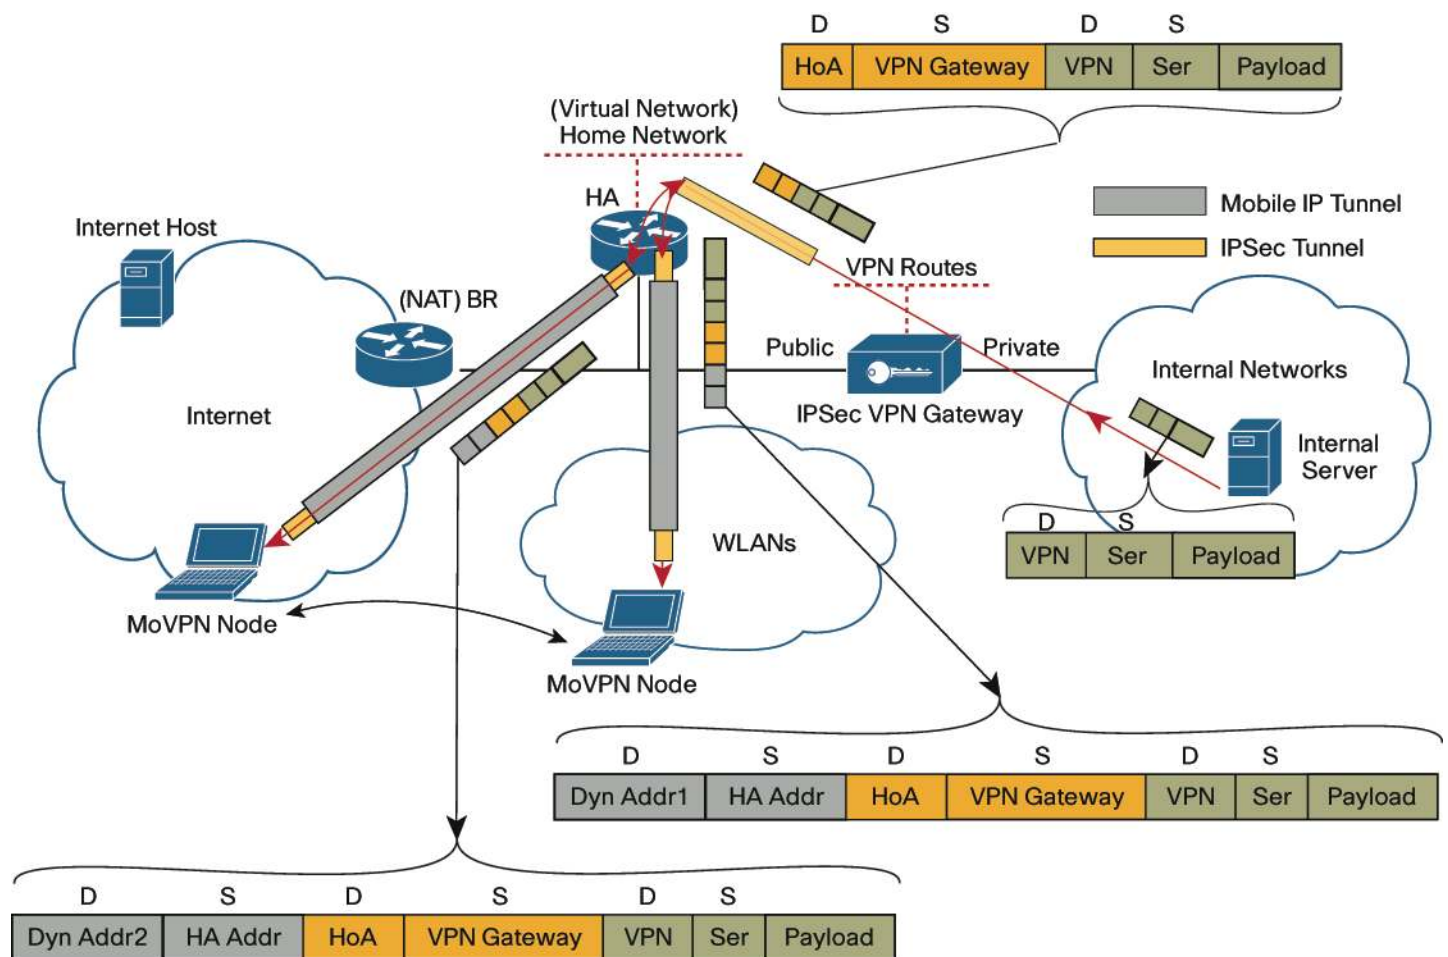 D S D S
HoA VPN Gateway VPN Ser Payload
(Virtual Network)
Home Network
HA
Mobile IP Tunnel
IPSec Tunnel
Internet Host
(NAT) BR
VPN Routes
Public
Private
IPSec VPN Gateway
Internal Networks
Internet
Internal
Server
D S
VPN Ser Payload
WLANs
MoVPN Node
MoVPN Node
D S D S D S
Dyn Addr1 HA Addr HoA VPN Gateway VPN Ser Payload
D S D S D S
Dyn Addr2 HA Addr HoA VPN Gateway VPN Ser Payload